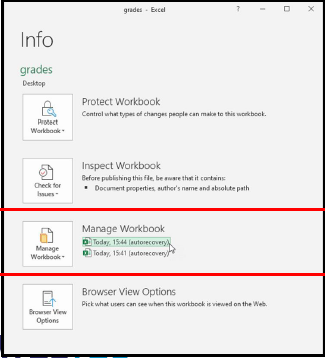 grades - Excel ?
Info
grades
Desktop
Protect Workbook
Control what types of changes people can make to this workbook.
Protect
Workbook
Inspect Workbook
Before publishing this file, be aware that it contains:
Document properties, author's name and absolute path
Check for
Issues
Manage Workbook
Today, 15:44 (autorecovery)
Today, 15:41 (autorecovery)
Manage
Workbook
Browser View Options
Pick what users can see when this workbook is viewed on the Web.
Browser View
Options